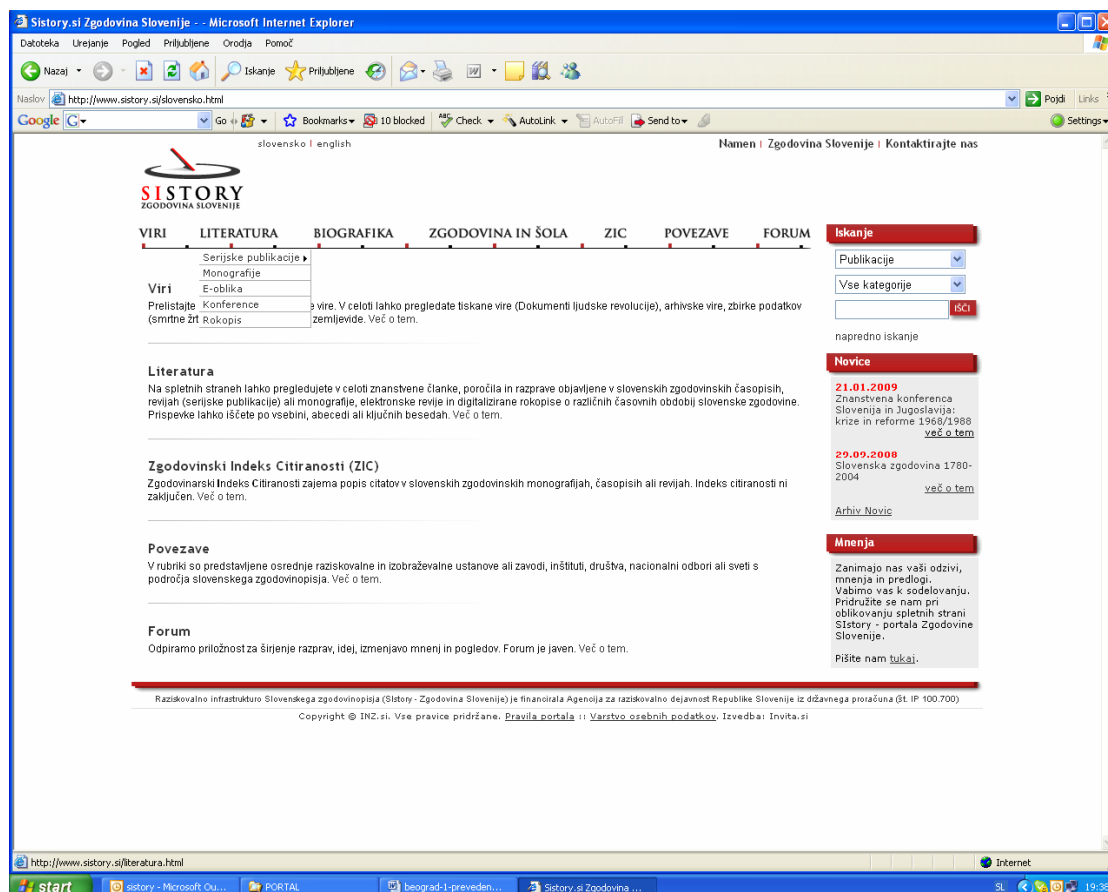 Sistory.si Zgodovina Slovenije - - Microsoft Internet Explorer
Datoteka Urejanje Pogled Priljubljene Orodja Pomoč
Nazaj Iskanje Priljubljene
Naslov http://www.sistory.si/slovensko.html Pojdi Links
Google G Go Bookmarks 10 blocked Check AutoLink AutoFill Send to Settings
slovensko | english
Namen | Zgodovina Slovenije | Kontaktirajte nas
SISTORY
ZGODOVINA SLOVENIJE
VIRI LITERATURA BIOGRAFIKA ZGODOVINA IN ŠOLA ZIC POVEZAVE FORUM
Serijske publikacije
Monografije
E-oblika
Konference
Rokopis
Viri
Prelistajte e vire. V celoti lahko pregledate tiskane vire (Dokumenti ljudske revolucije), arhivske vire, zbirke podatkov
(smrtne žrt zemljevide. Več o tem.
Literatura
Na spletnih straneh lahko pregledujete v celoti znanstvene članke, poročila in razprave objavljene v slovenskih zgodovinskih časopisih,
revijah (serijske publikacije) ali monografije, elektronske revije in digitalizirane rokopise o različnih časovnih obdobij slovenske zgodovine.
Prispevke lahko iščete po vsebini, abecedi ali ključnih besedah. Več o tem.
Zgodovinski Indeks Citiranosti (ZIC)
Zgodovinarski Indeks Citiranosti zajema popis citatov v slovenskih zgodovinskih monografijah, časopisih ali revijah. Indeks citiranosti ni
zaključen. Več o tem.
Povezave
V rubriki so predstavljene osrednje raziskovalne in izobraževalne ustanove ali zavodi, inštituti, društva, nacionalni odbori ali sveti s
področja slovenskega zgodovinopisja. Več o tem.
Forum
Odpiramo priložnost za širjenje razprav, idej, izmenjavo mnenj in pogledov. Forum je javen. Več o tem.
Iskanje
Publikacije
Vse kategorije
IŠČI
napredno iskanje
Novice
21.01.2009
Znanstvena konferenca
Slovenija in Jugoslavija:
krize in reforme 1968/1988
več o tem
29.09.2008
Slovenska zgodovina 1780-
2004
več o tem
Arhiv Novic
Mnenja
Zanimajo nas vaši odzivi,
mnenja in predlogi.
Vabimo vas k sodelovanju.
Pridružite se nam pri
oblikovanju spletnih strani
SIstory - portala Zgodovine
Slovenije.
Pišite nam tukaj.
Raziskovalno infrastrukturo Slovenskega zgodovinopisja (SIstory - Zgodovina Slovenije) je financirala Agencija za raziskovalno dejavnost Republike Slovenije iz državnega proračuna (št. IP 100.700)
Copyright © INZ.si. Vse pravice pridržane. Pravila portala :: Varstvo osebnih podatkov. Izvedba: Invita.si
http://www.sistory.si/literatura.html Internet
start sistory - Microsoft Ou... PORTAL beograd-1-preveden... Sistory.si Zgodovina ... SL 19:38